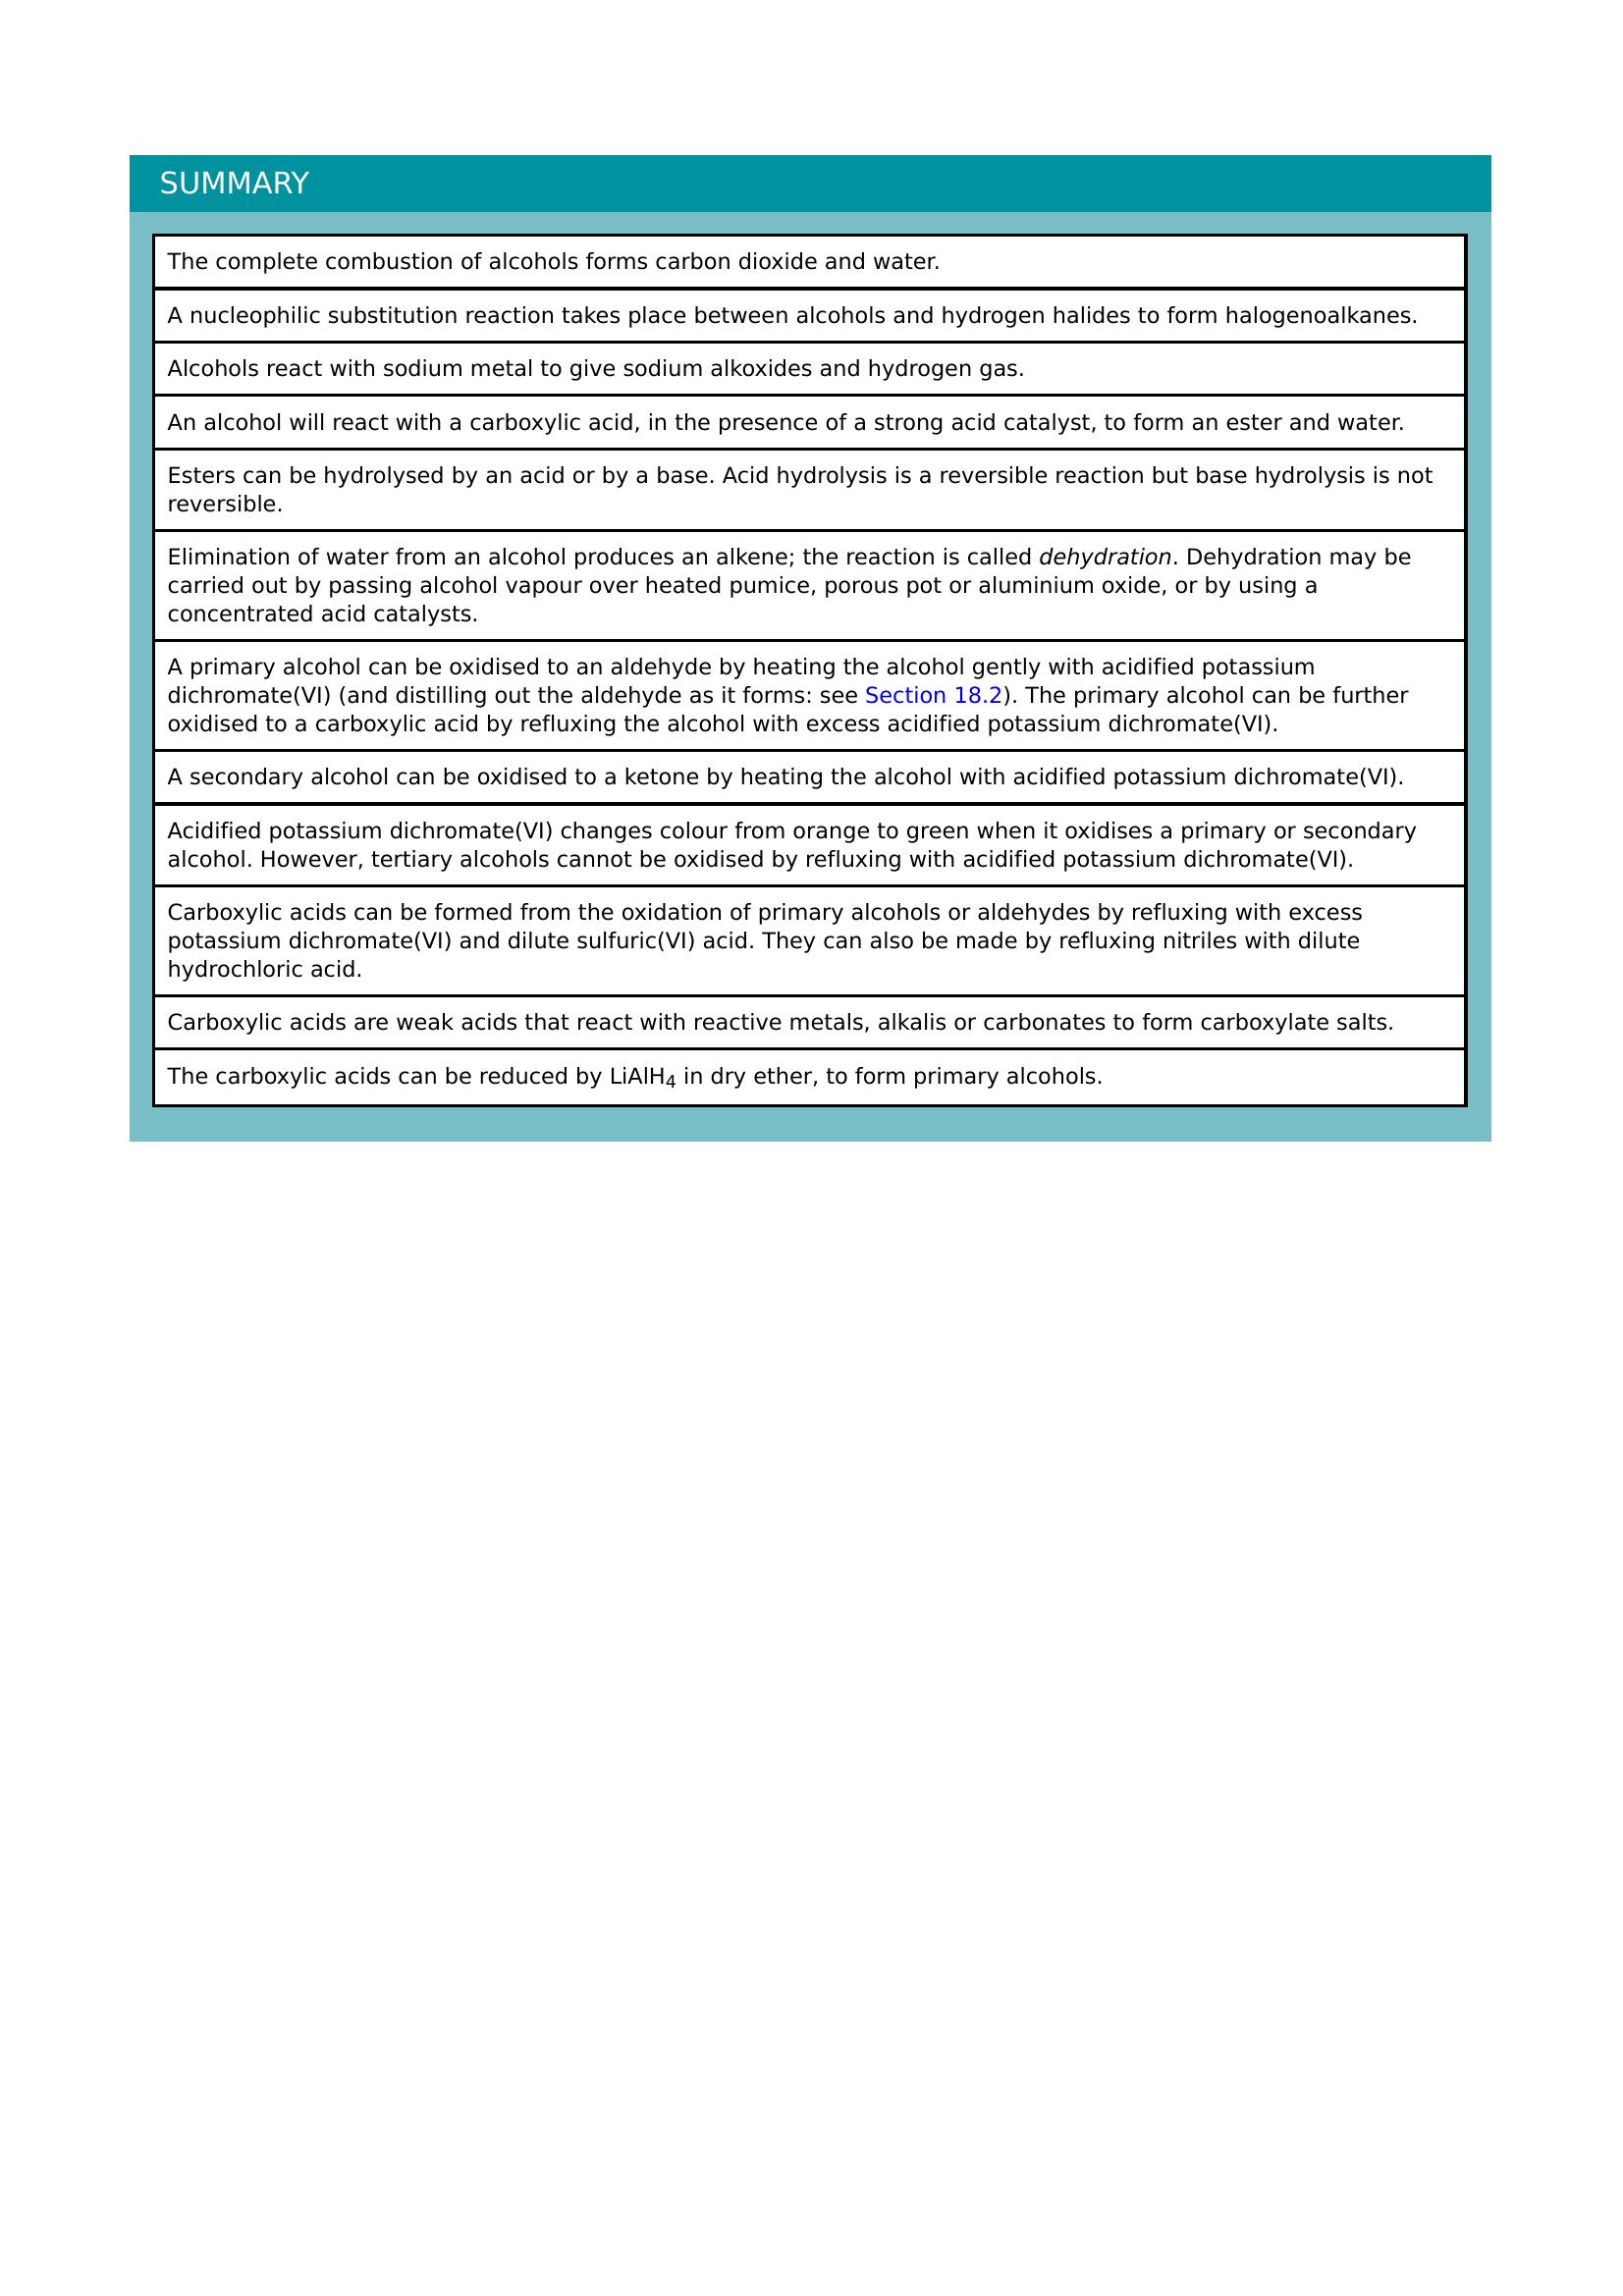 SUMMARY
The complete combustion of alcohols forms carbon dioxide and water.
A nucleophilic substitution reaction takes place between alcohols and hydrogen halides to form halogenoalkanes.
Alcohols react with sodium metal to give sodium alkoxides and hydrogen gas.
An alcohol will react with a carboxylic acid, in the presence of a strong acid catalyst, to form an ester and water.
Esters can be hydrolysed by an acid or by a base. Acid hydrolysis is a reversible reaction but base hydrolysis is not
reversible.
Elimination of water from an alcohol produces an alkene; the reaction is called dehydration. Dehydration may be
carried out by passing alcohol vapour over heated pumice, porous pot or aluminium oxide, or by using a
concentrated acid catalysts.
A primary alcohol can be oxidised to an aldehyde by heating the alcohol gently with acidified potassium
dichromate(VI) (and distilling out the aldehyde as it forms: see Section 18.2). The primary alcohol can be further
oxidised to a carboxylic acid by refluxing the alcohol with excess acidified potassium dichromate(VI).
A secondary alcohol can be oxidised to a ketone by heating the alcohol with acidified potassium dichromate(VI).
Acidified potassium dichromate(VI) changes colour from orange to green when it oxidises a primary or secondary
alcohol. However, tertiary alcohols cannot be oxidised by refluxing with acidified potassium dichromate(VI).
Carboxylic acids can be formed from the oxidation of primary alcohols or aldehydes by refluxing with excess
potassium dichromate(VI) and dilute sulfuric(VI) acid. They can also be made by refluxing nitriles with dilute
hydrochloric acid.
Carboxylic acids are weak acids that react with reactive metals, alkalis or carbonates to form carboxylate salts.
The carboxylic acids can be reduced by LiAlH₄ in dry ether, to form primary alcohols.